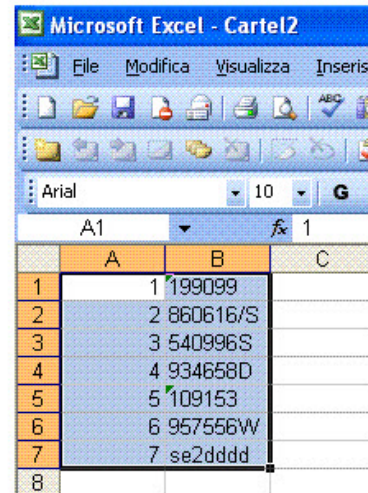 Microsoft Excel - Cartel2
File Modifica Visualizza Inseris
ABC
Arial 10 G
A1 fx 1
A B C
1 1 199099
2 2 860616/S
3 3 540996S
4 4 934658D
5 5 109153
6 6 957556W
7 7 se2dddd
8